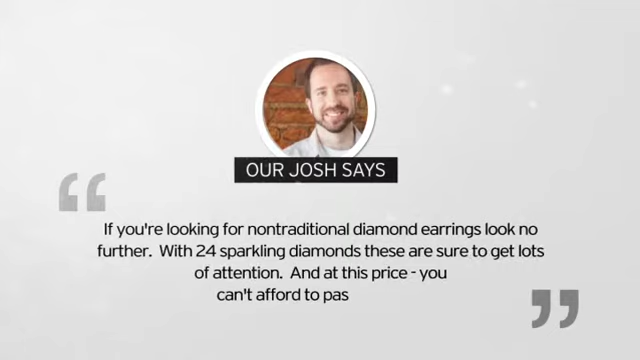 OUR JOSH SAYS
If you're looking for nontraditional diamond earrings look no
further. With 24 sparkling diamonds these are sure to get lots
of attention. And at this price - you
can't afford to pas